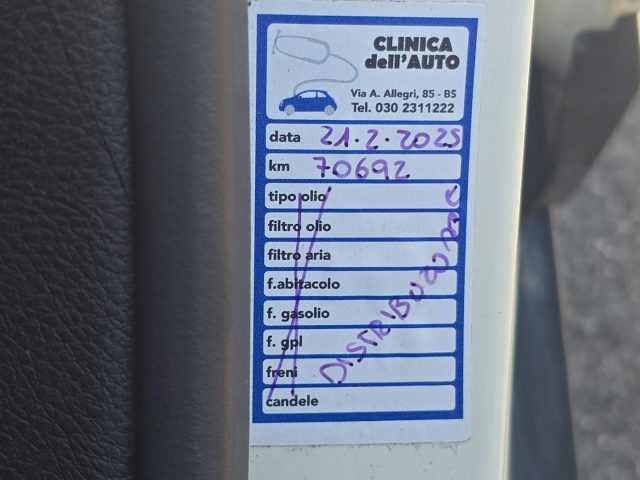 CLINICA
dell'AUTO
Via A. Allegri, 85 - BS
Tel. 030 2311222
data 21.2.2025
km 70692
tipo olio
filtro olio
filtro aria
f.abitacolo
f. gasolio
f. gpl
freni
candele
DISTRIBUZIONE